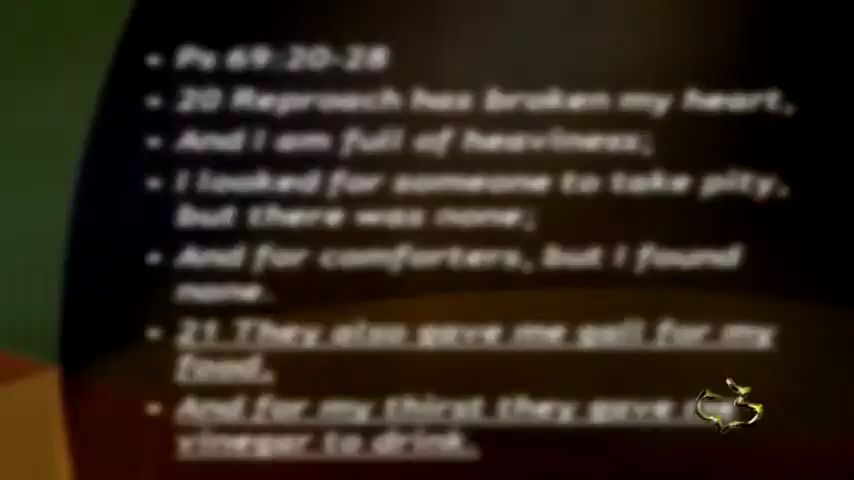 • Ps 69:20-28
• 20 Reproach has broken my heart,
• And I am full of heaviness;
• I looked for someone to take pity,
but there was none;
• And for comforters, but I found
none.
• 21 They also gave me gall for my
food,
• And for my thirst they gave
vinegar to drink.